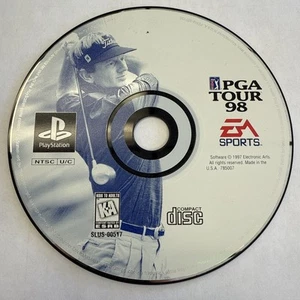 PGA
TOUR
98
EA
SPORTS
Software © 1997 Electronic Arts.
All rights reserved. Made in the
U.S.A.
PlayStation
NTSC U/C
KIDS TO ADULTS
K A
ESRB
SLUS-00517
COMPACT
disc